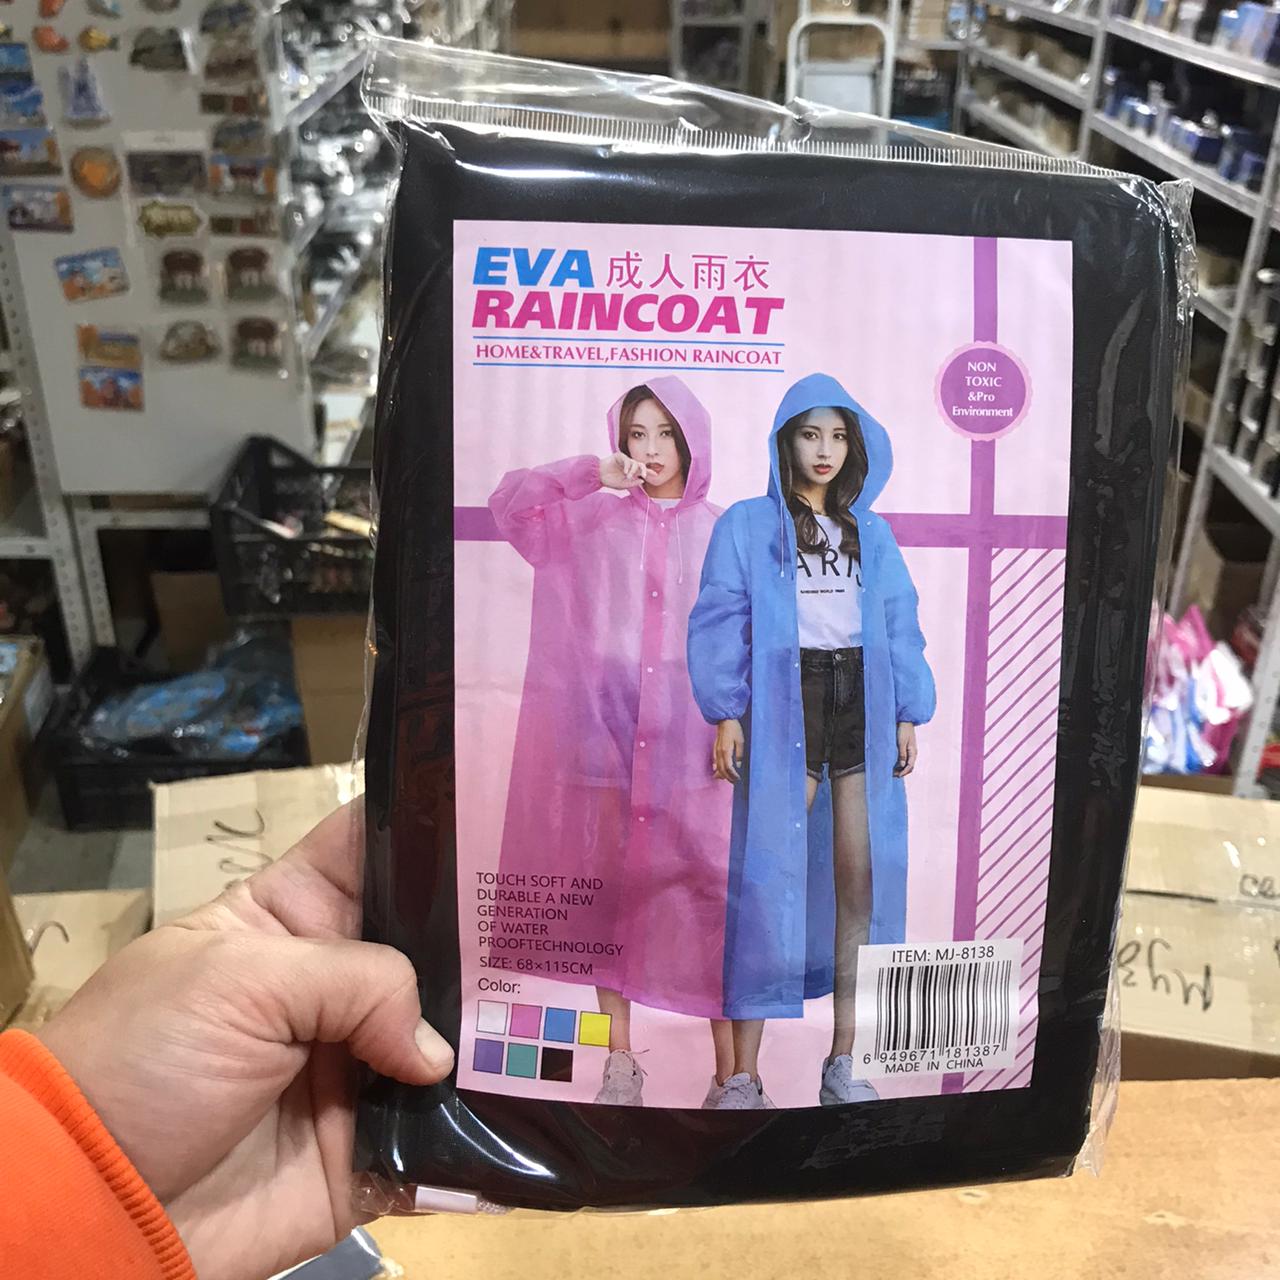 EVA 成人雨衣
RAINCOAT
HOME&TRAVEL,FASHION RAINCOAT
NON
TOXIC
&Pro
Environment
ARIS
TOUCH SOFT AND
DURABLE A NEW
GENERATION
OF WATER
PROOFTECHNOLOGY
SIZE: 68×115CM
Color:
ITEM: MJ-8138
6 949671 181387
MADE IN CHINA